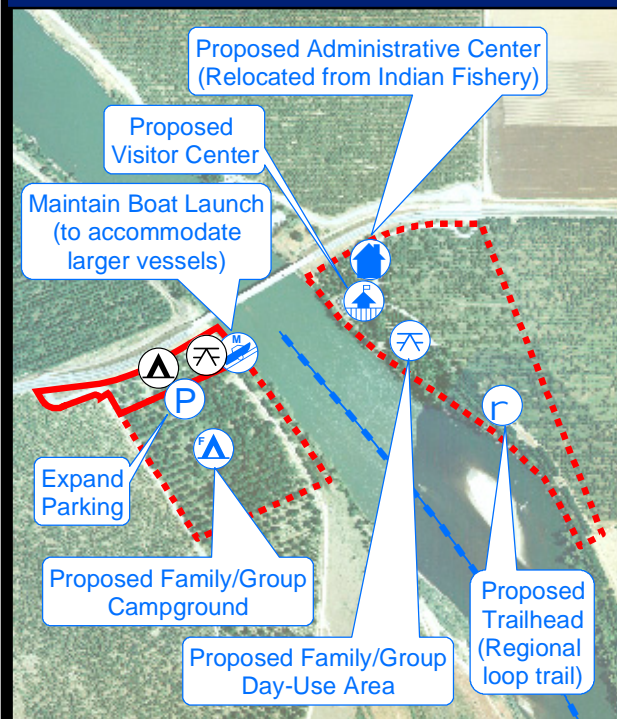 Proposed Administrative Center
(Relocated from Indian Fishery)
Proposed
Visitor Center
Maintain Boat Launch
(to accommodate
larger vessels)
M
P
r
F
Expand
Parking
Proposed Family/Group
Campground
Proposed Family/Group
Day-Use Area
Proposed
Trailhead
(Regional
loop trail)